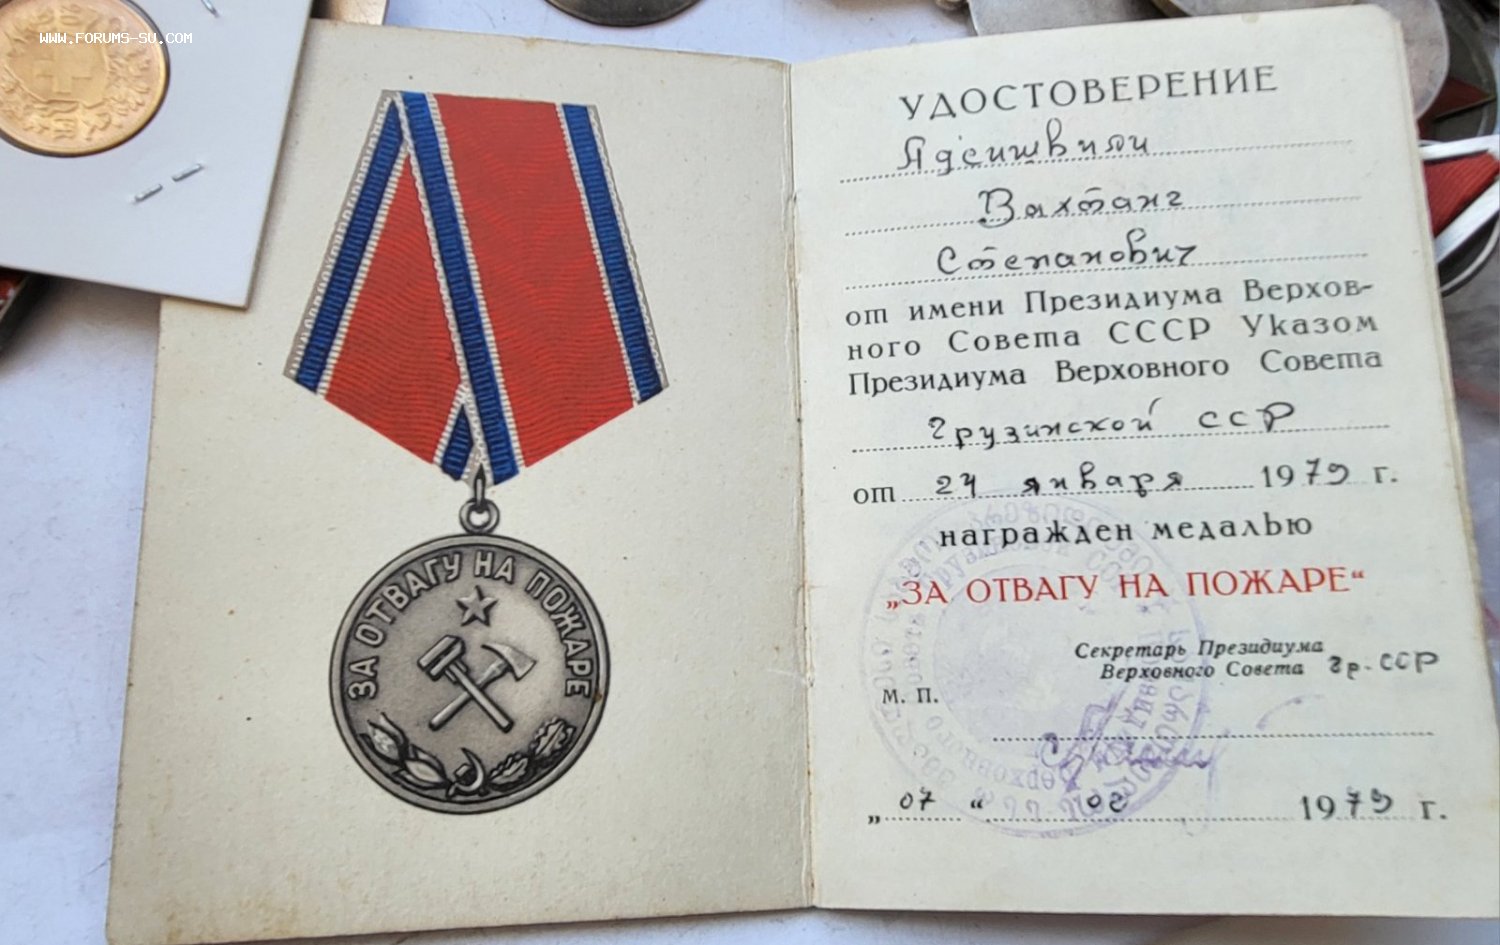 WWW.FORUMS-SU.COM
ЗА ОТВАГУ НА ПОЖАРЕ
УДОСТОВЕРЕНИЕ
Ядсишвили
Вахтанг
Степанович
от имени Президиума Верхов-
ного Совета СССР Указом
Президиума Верховного Совета
Грузинской ССР
от 24 января 1979 г.
награжден медалью
„ЗА ОТВАГУ НА ПОЖАРЕ“
Секретарь Президиума
Верховного Совета Гр. ССР
М. П.
„ 07 “ 02 1979 г.